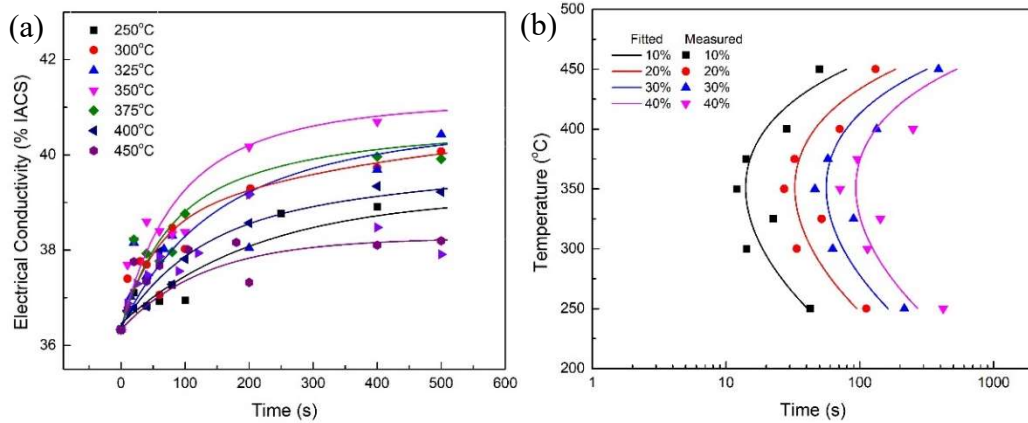 (a)
250°C
300°C
325°C
350°C
375°C
400°C
450°C
42
40
38
36
Electrical Conductivity (% IACS)
0 100 200 300 400 500 600
Time (s)
(b)
Fitted Measured
10% 10%
20% 20%
30% 30%
40% 40%
500
450
400
350
300
250
200
Temperature (°C)
1 10 100 1000
Time (s)